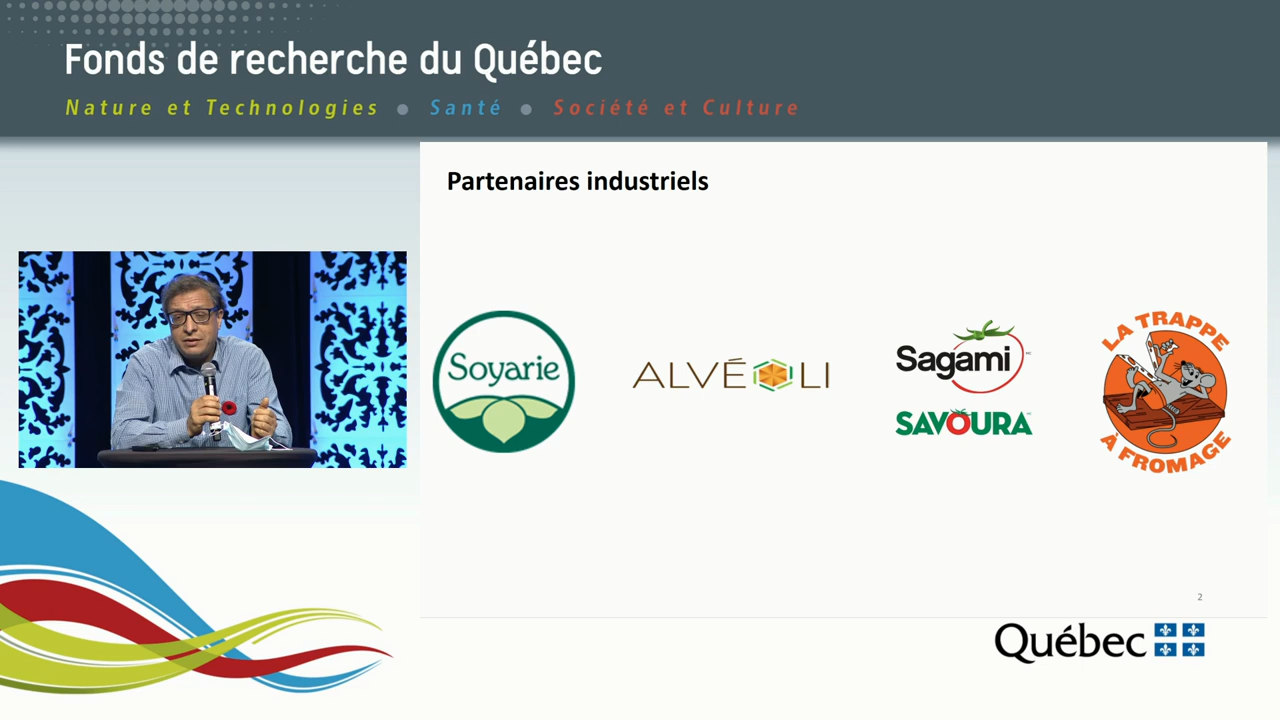 Fonds de recherche du Québec
Nature et Technologies ● Santé ● Société et Culture
Partenaires industriels
Soyarie
ALVÉOLI
Sagami
SAVOURA
LA TRAPPE
À FROMAGE
2
Québec